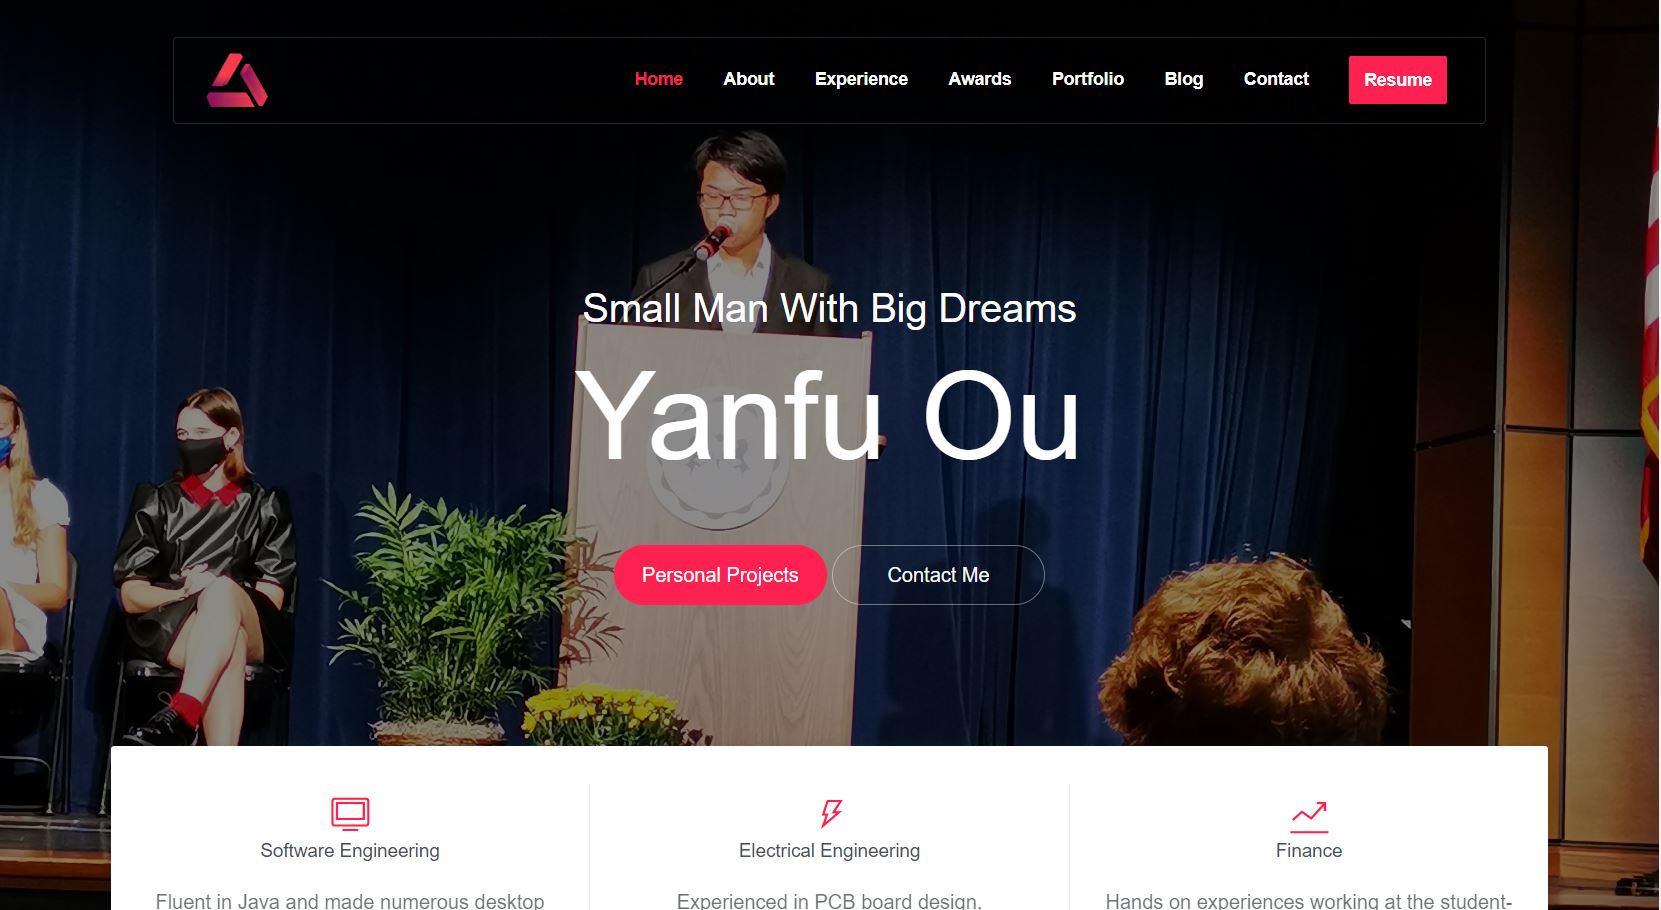 Home About Experience Awards Portfolio Blog Contact Resume
Small Man With Big Dreams
Yanfu Ou
Personal Projects Contact Me
Software Engineering Electrical Engineering Finance
Fluent in Java and made numerous desktop Experienced in PCB board design, Hands on experiences working at the student-